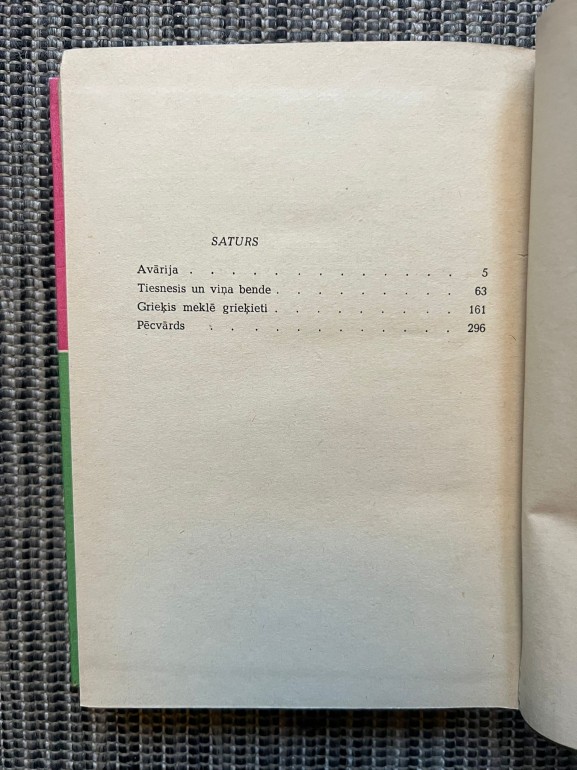 SATURS
Avārija . . . . . . . . . . . . . 5
Tiesnesis un viņa bende . . . . . . . . . 63
Grieķis meklē grieķieti . . . . . . . . . 161
Pēcvārds . . . . . . . . . . . . 296